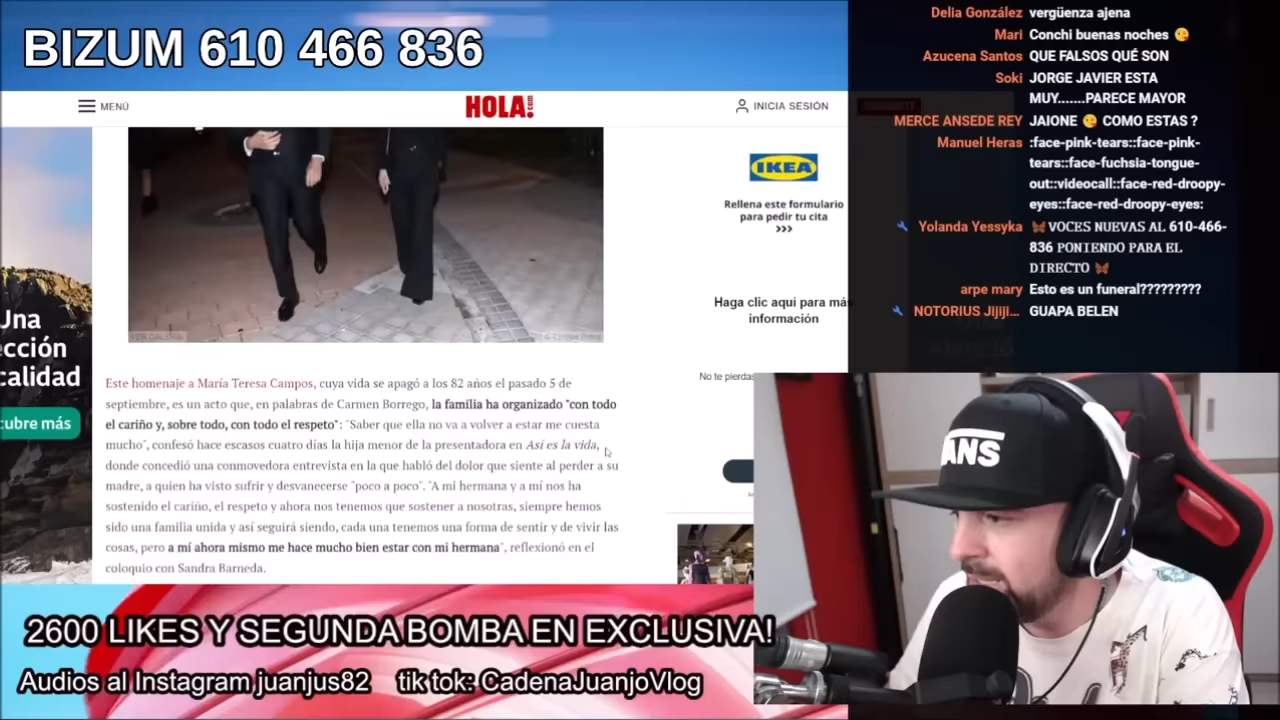 BIZUM 610 466 836
MENÚ
HOLA!.com
INICIA SESIÓN
IKEA
Rellena este formulario
para pedir tu cita
>>>
Haga clic aqui para más
información
No te pierdas
Una
ección
calidad
cubre más
Este homenaje a María Teresa Campos, cuya vida se apagó a los 82 años el pasado 5 de
septiembre, es un acto que, en palabras de Carmen Borrego, la familia ha organizado "con todo
el cariño y, sobre todo, con todo el respeto": "Saber que ella no va a volver a estar me cuesta
mucho", confesó hace escasos cuatro días la hija menor de la presentadora en Así es la vida,
donde concedió una conmovedora entrevista en la que habló del dolor que siente al perder a su
madre, a quien ha visto sufrir y desvanecerse "poco a poco". "A mi hermana y a mí nos ha
sostenido el cariño, el respeto y ahora nos tenemos que sostener a nosotras, siempre hemos
sido una familia unida y así seguirá siendo, cada una tenemos una forma de sentir y de vivir las
cosas, pero a mí ahora mismo me hace mucho bien estar con mi hermana", reflexionó en el
coloquio con Sandra Barneda.
Delia González vergüenza ajena
Mari Conchi buenas noches 😘
Azucena Santos QUE FALSOS QUÉ SON
Soki JORGE JAVIER ESTA
MUY.......PARECE MAYOR
MERCE ANSEDE REY JAIONE 😘 COMO ESTAS ?
Manuel Heras :face-pink-tears::face-pink-
tears::face-fuchsia-tongue-
out::videocall::face-red-droopy-
eyes::face-red-droopy-eyes:
Yolanda Yessyka 🦋VOCES NUEVAS AL 610-466-
836 PONIENDO PARA EL
DIRECTO 🦋
arpe mary Esto es un funeral?????????
NOTORIUS Jijiji... GUAPA BELEN
VANS
2600 LIKES Y SEGUNDA BOMBA EN EXCLUSIVA!
Audios al Instagram juanjus82 tik tok: CadenaJuanjoVlog